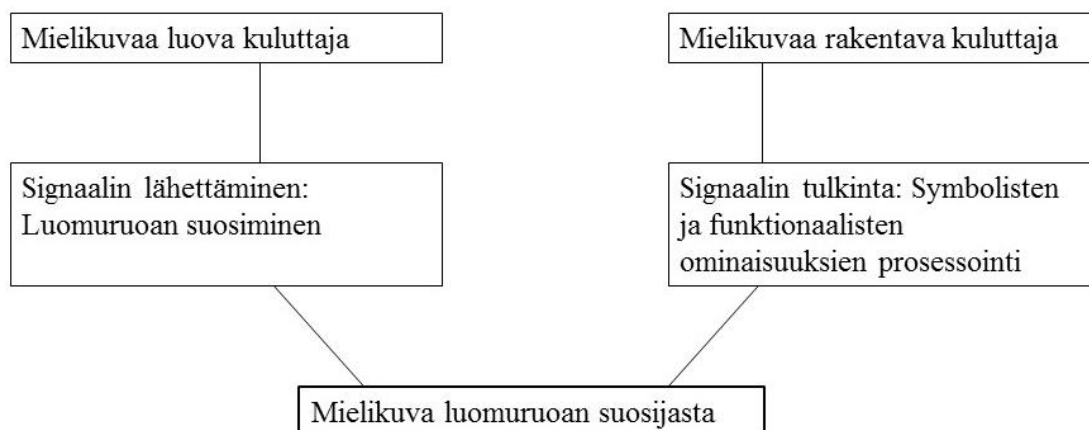 Mielikuvaa luova kuluttaja
Mielikuvaa rakentava kuluttaja
Signaalin lähettäminen:
Luomuruoan suosiminen
Signaalin tulkinta: Symbolisten
ja funktionaalisten
ominaisuuksien prosessointi
Mielikuva luomuruoan suosijasta